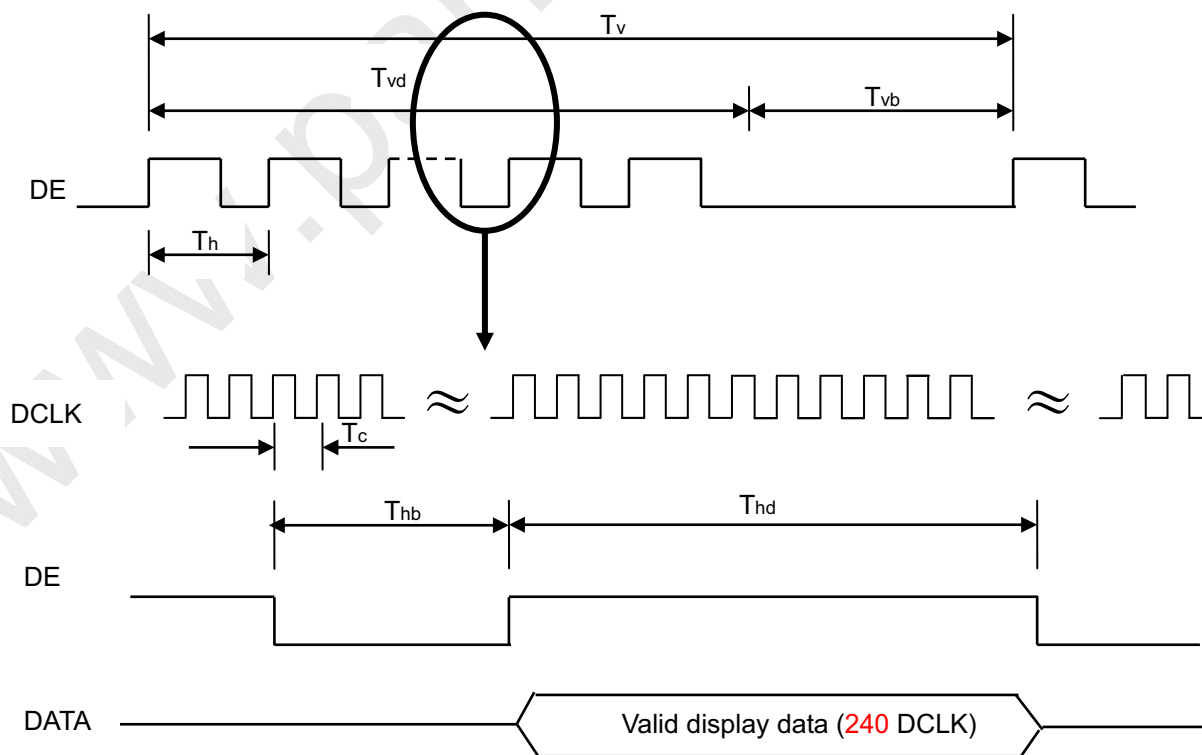 Tv
Tvd
Tvb
DE
Th
DCLK
Tc
Thb
Thd
DE
DATA
Valid display data (240 DCLK)